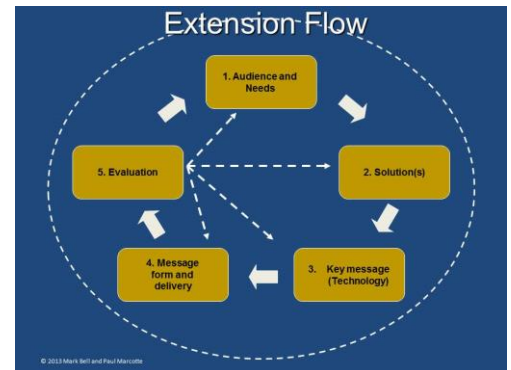 Extension Flow
1. Audience and
Needs
2. Solution(s)
3. Key message
(Technology)
4. Message
form and
delivery
5. Evaluation
© 2013 Mark Bell and Paul Marcotte